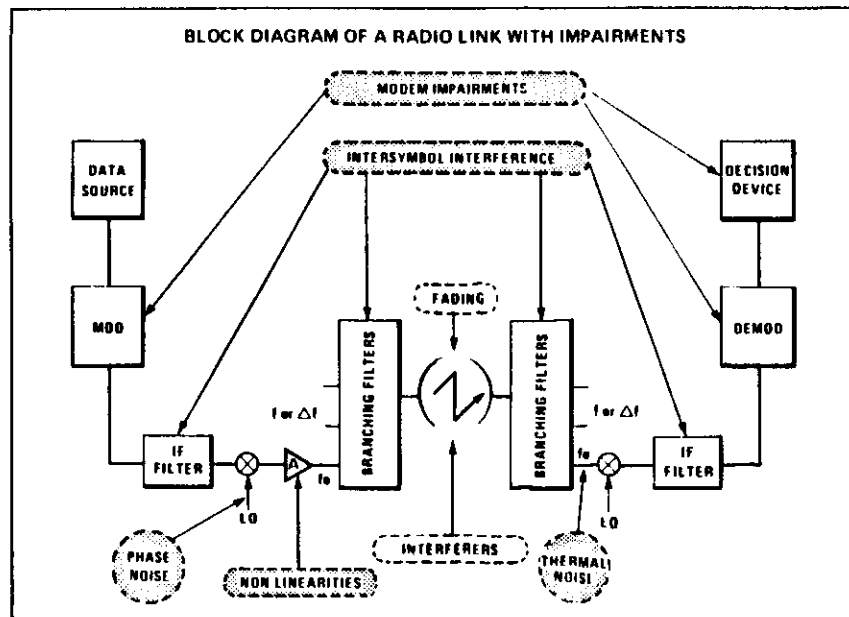 BLOCK DIAGRAM OF A RADIO LINK WITH IMPAIRMENTS
MODEM IMPAIRMENTS
INTERSYMBOL INTERFERENCE
DATA
SOURCE
DECISION
DEVICE
FADING
MOD
DEMOD
BRANCHING FILTERS
BRANCHING FILTERS
f or △f
f or △f
IF
FILTER
A
fo
fo
IF
FILTER
LO
LO
PHASE
NOISE
NON LINEARITIES
INTERFERERS
THERMAL
NOISE